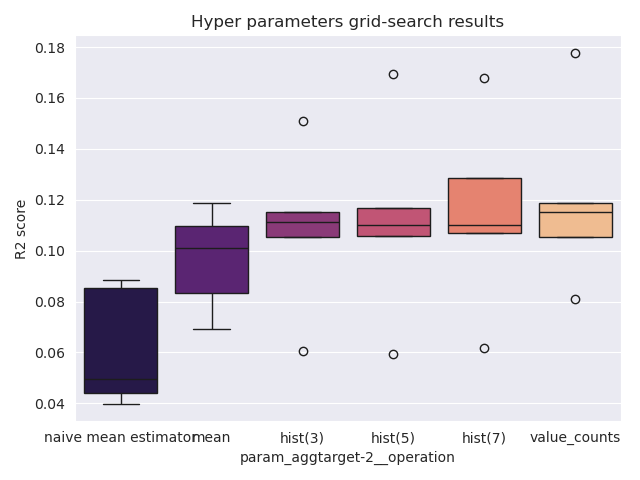 Hyper parameters grid-search results
R2 score
0.18
0.16
0.14
0.12
0.10
0.08
0.06
0.04
naive mean estimator
mean
hist(3)
hist(5)
hist(7)
value_counts
param_aggtarget-2__operation